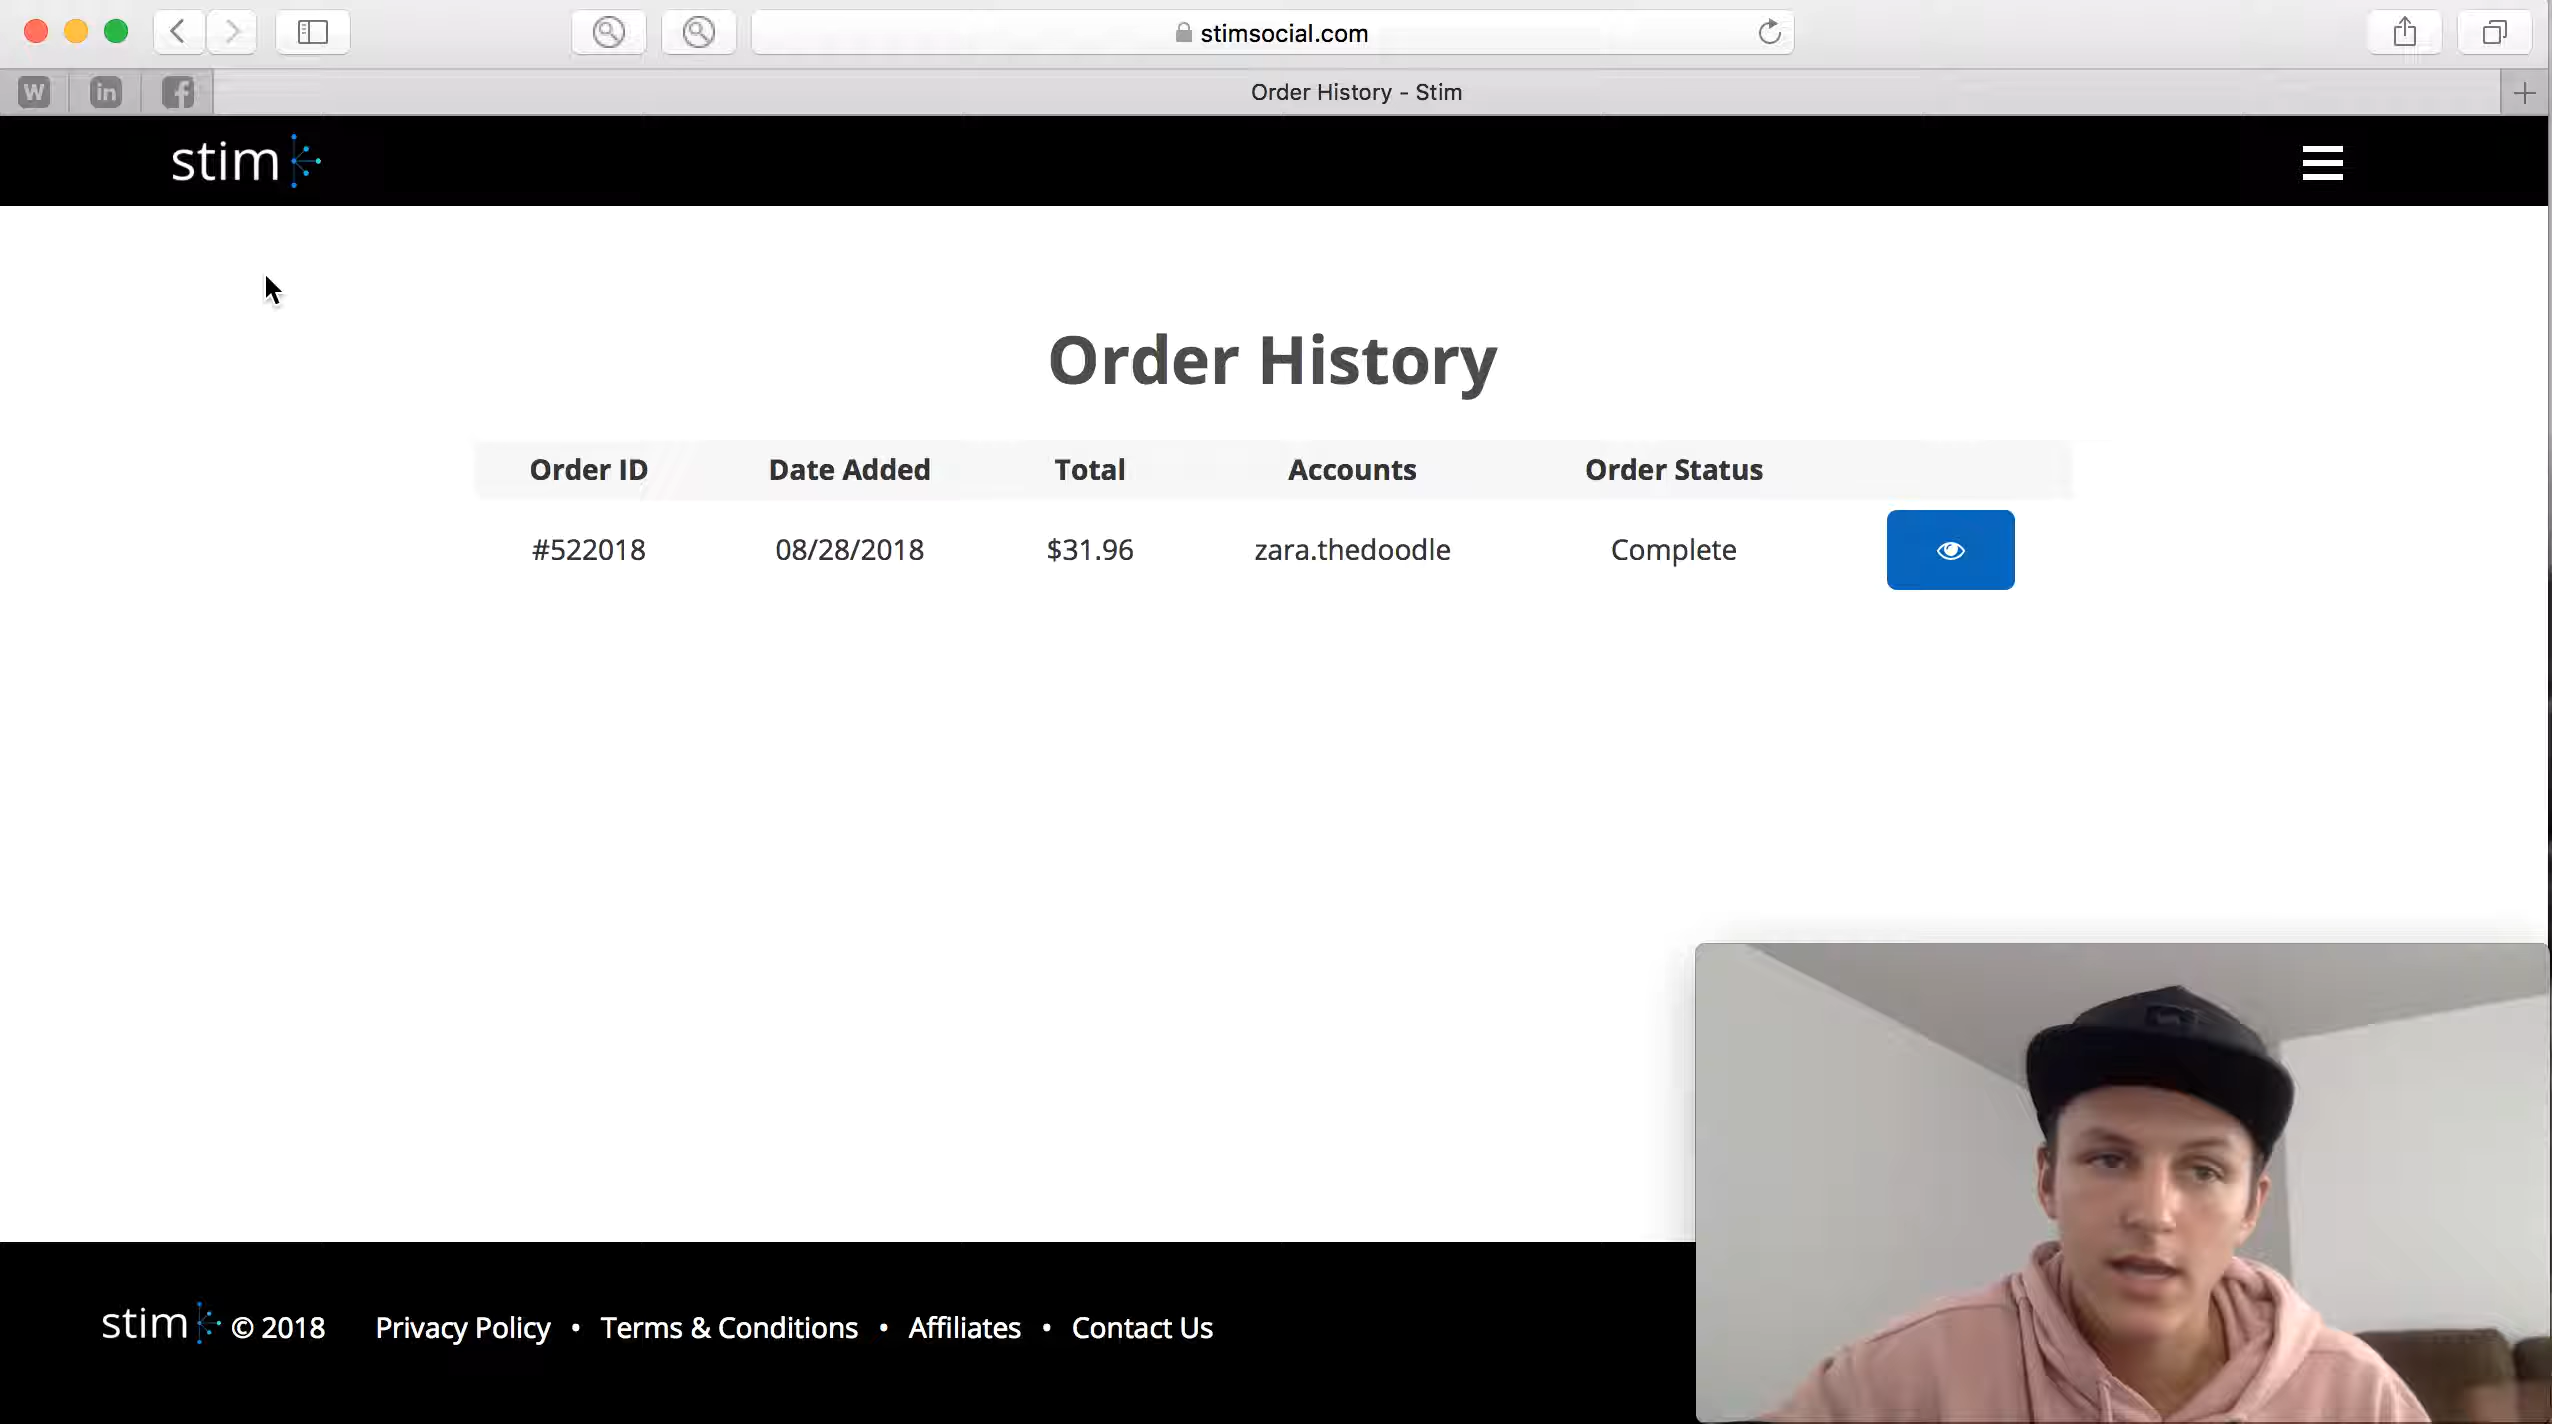 stimsocial.com
W in f
Order History - Stim
stim
Order History
Order ID Date Added Total Accounts Order Status
#522018 08/28/2018 $31.96 zara.thedoodle Complete
stim © 2018 Privacy Policy • Terms & Conditions • Affiliates • Contact Us